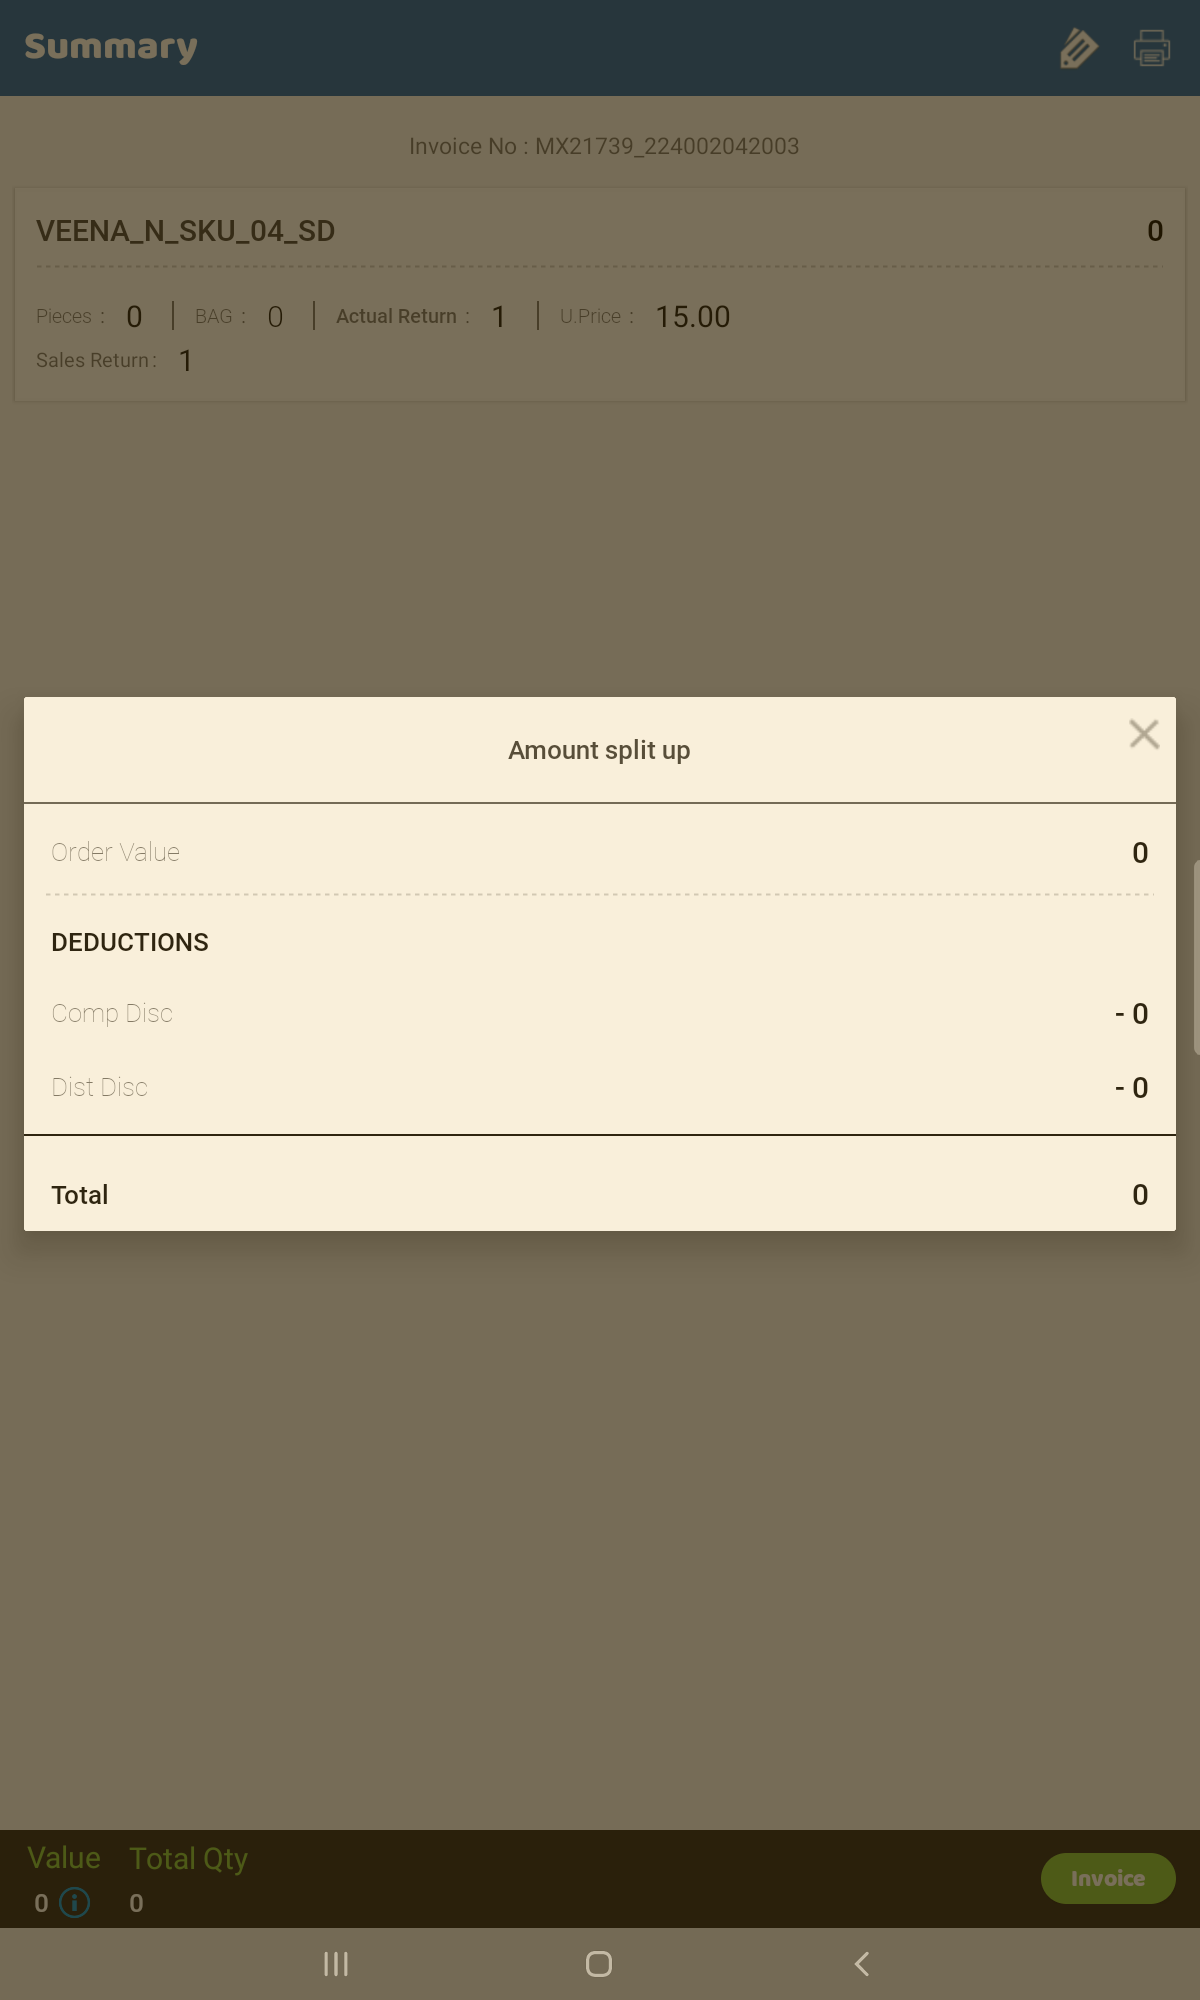 Summary
Invoice No : MX21739_224002042003
VEENA_N_SKU_04_SD 0
Pieces : 0 | BAG : 0 | Actual Return : 1 | U.Price : 15.00
Sales Return : 1
Amount split up
Order Value 0
DEDUCTIONS
Comp Disc - 0
Dist Disc - 0
Total 0
Value Total Qty
0 0
Invoice